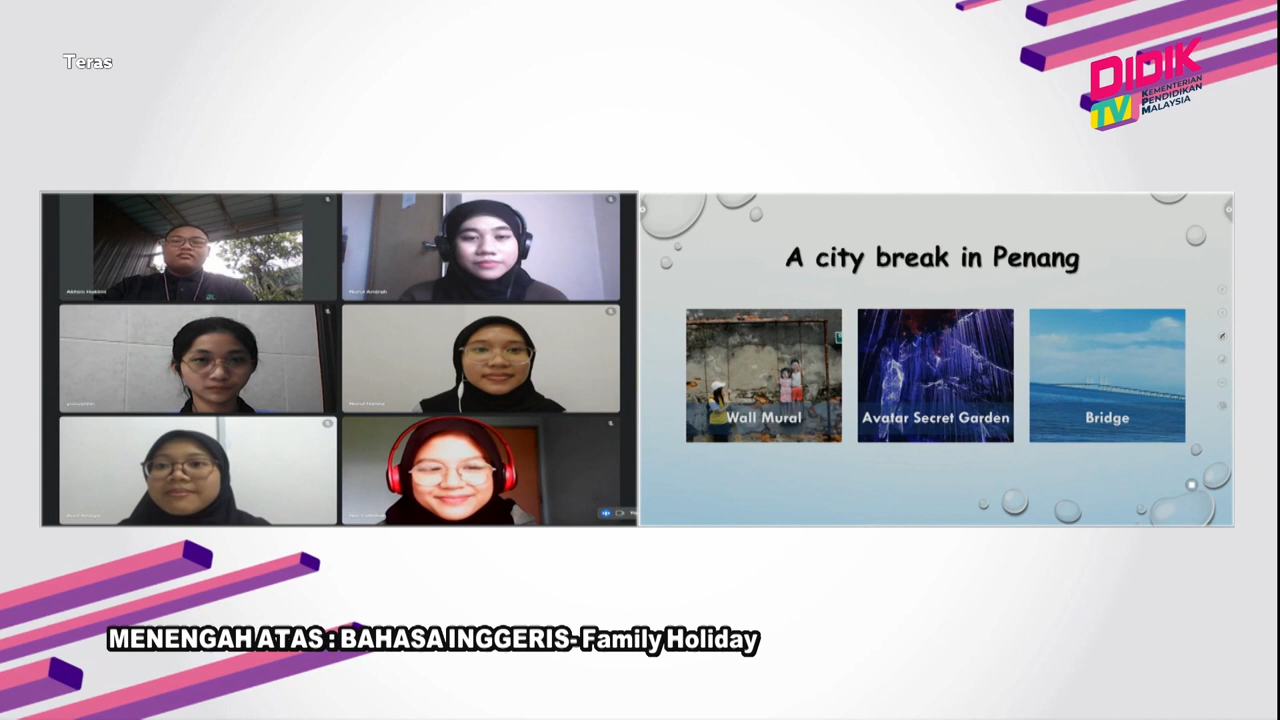 Teras
DIDIK
TV
KEMENTERIAN
PENDIDIKAN
MALAYSIA
A city break in Penang
Wall Mural
Avatar Secret Garden
Bridge
MENENGAH ATAS : BAHASA INGGERIS- Family Holiday